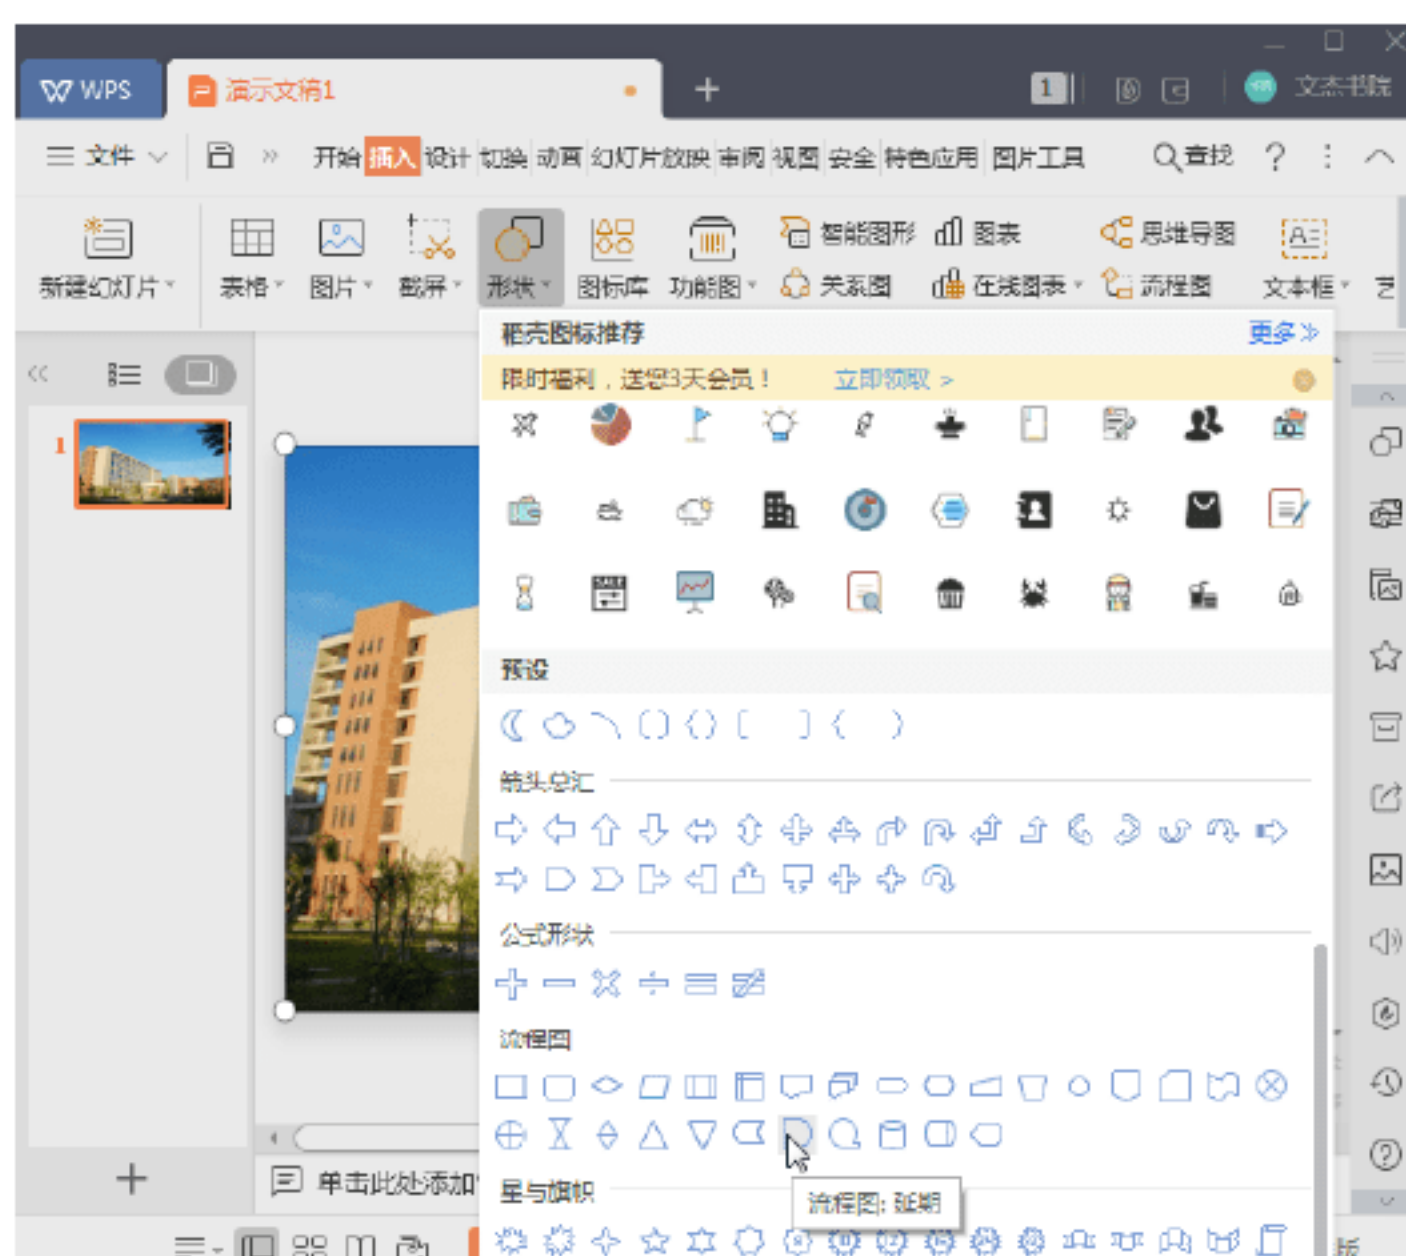 WPS 演示文稿1 1 文杰书院
文件 开始 插入 设计 切换 动画 幻灯片放映 审阅 视图 安全 特色应用 图片工具 查找
智能图形 图表 思维导图
新建幻灯片 表格 图片 截屏 形状 图标库 功能图 关系图 在线图表 流程图 文本框 艺
稻壳图标推荐 更多
限时福利，送您3天会员！ 立即领取 >
1
预设
箭头总汇
公式形状
流程图
单击此处添加
星与旗帜
流程图: 延期